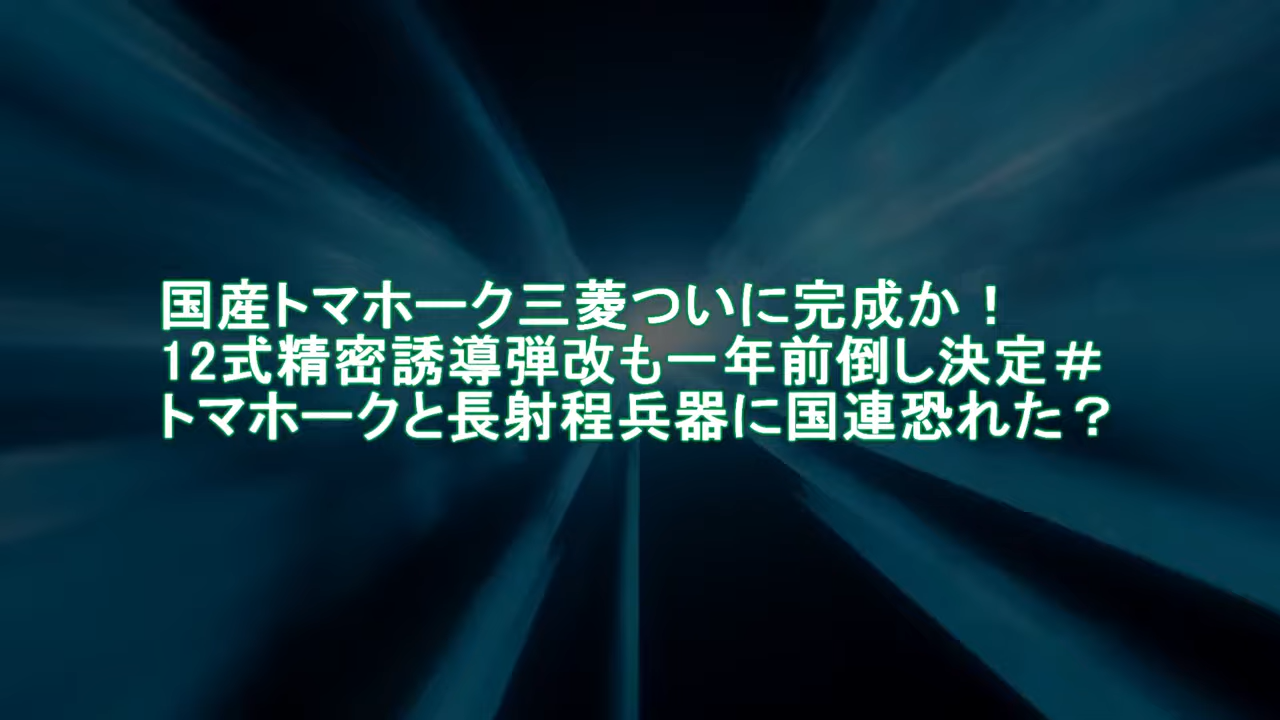 国産トマホーク三菱ついに完成か！
12式精密誘導弾改も一年前倒し決定＃
トマホークと長射程兵器に国連恐れた？